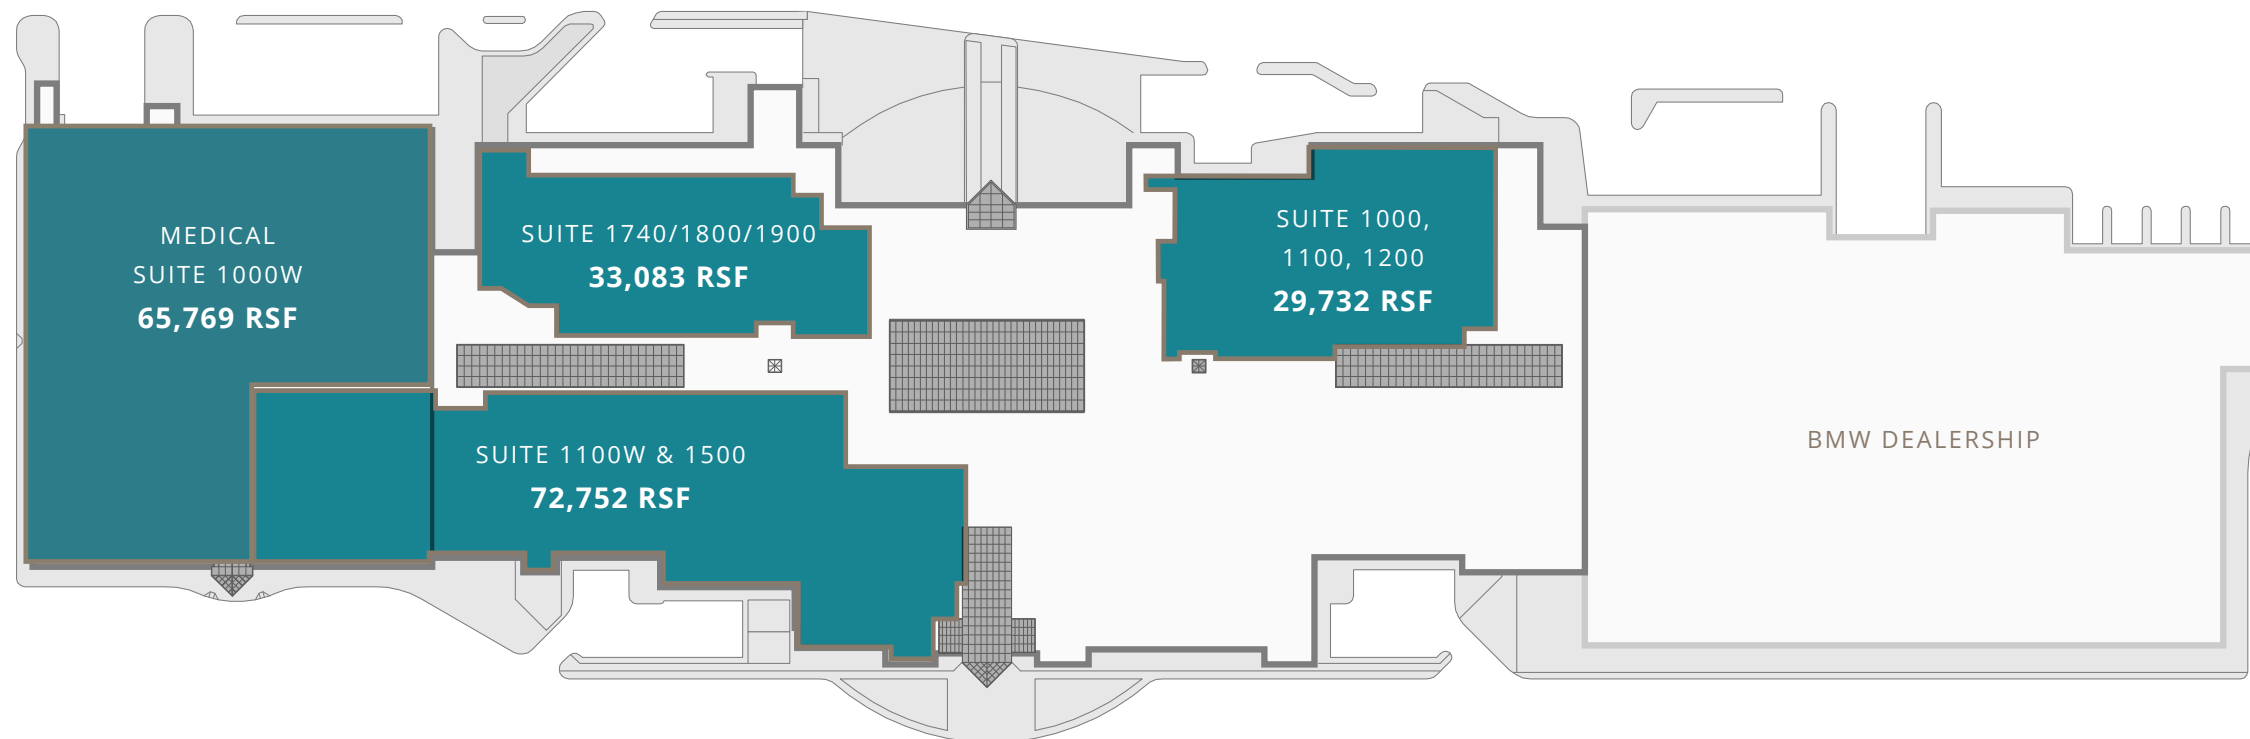 MEDICAL
SUITE 1000W
65,769 RSF
SUITE 1740/1800/1900
33,083 RSF
SUITE 1000,
1100, 1200
29,732 RSF
SUITE 1100W & 1500
72,752 RSF
BMW DEALERSHIP